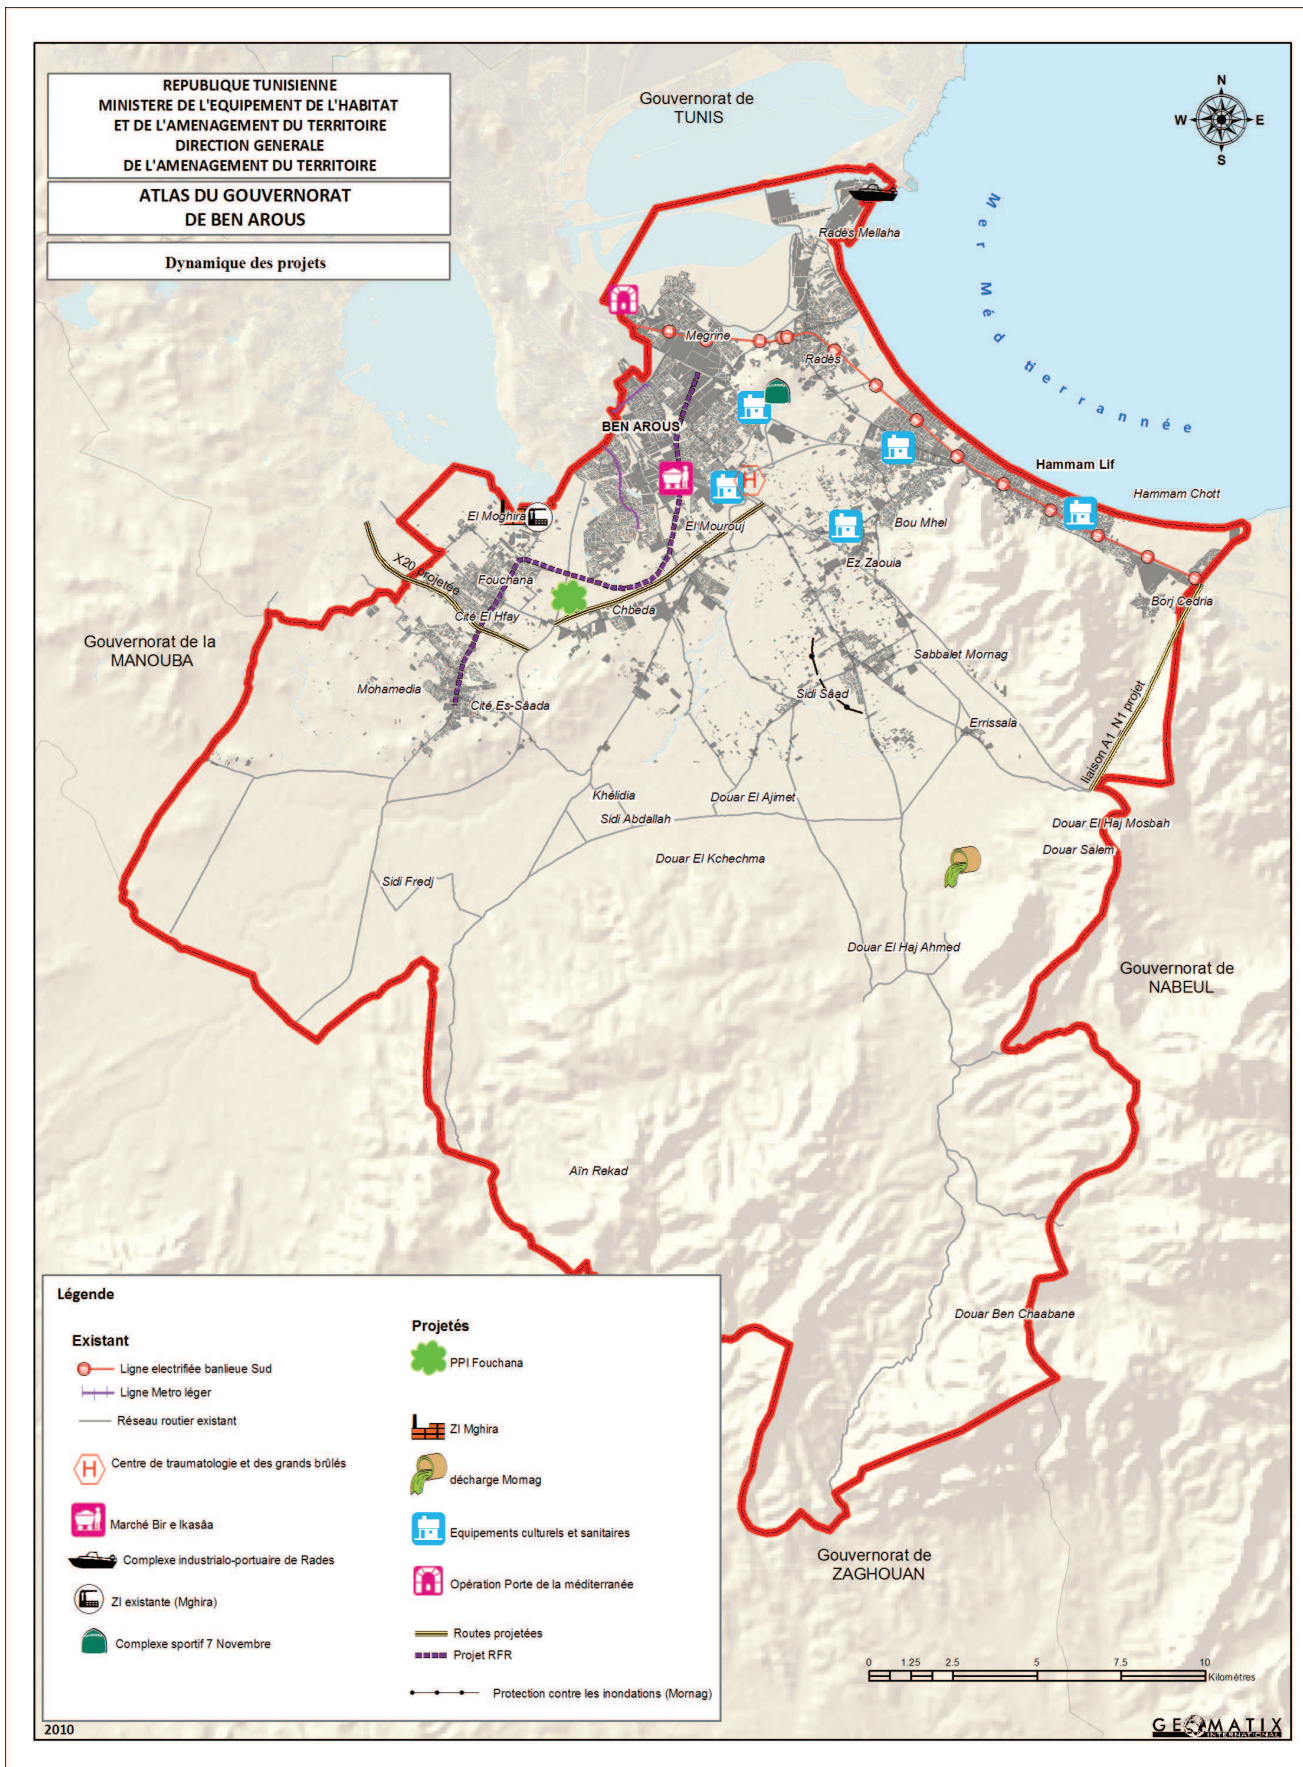 REPUBLIQUE TUNISIENNE
MINISTERE DE L'EQUIPEMENT DE L'HABITAT
ET DE L'AMENAGEMENT DU TERRITOIRE
DIRECTION GENERALE
DE L'AMENAGEMENT DU TERRITOIRE
ATLAS DU GOUVERNORAT
DE BEN AROUS
Dynamique des projets
Gouvernorat de
TUNIS
N
W
E
S
Mer Méd tierrannée
Radès Mellaha
Megrine
Radès
BEN AROUS
Hammam Lif
Hammam Chott
El Moghira
El Mourouj
Bou Mhel
Ez Zaouia
X20 projetée
Fouchana
Cité El Hfay
Chbeda
Borj Cedria
Gouvernorat de la
MANOUBA
Sabbalet Mornag
Mohamedia
Cité Es-Sâada
Sidi Sâad
Errissala
liaison A1 N1 projet
Khélidia
Douar El Ajimet
Sidi Abdallah
Douar El Haj Mosbah
Douar Salem
Douar El Kchechma
Sidi Fredj
Douar El Haj Ahmed
Gouvernorat de
NABEUL
Aïn Rekad
Douar Ben Chaabane
Gouvernorat de
ZAGHOUAN
Légende
Existant
Ligne electrifiée banlieue Sud
Ligne Metro léger
Réseau routier existant
H Centre de traumatologie et des grands brûlés
Marché Bir e lkasâa
Complexe industrialo-portuaire de Rades
ZI existante (Mghira)
Complexe sportif 7 Novembre
Projetés
PPI Fouchana
ZI Mghira
décharge Mornag
Equipements culturels et sanitaires
Opération Porte de la méditerranée
Routes projetées
Projet RFR
Protection contre les inondations (Mornag)
0 1.25 2.5 5 7.5 10
Kilométres
2010
GEOMATIX
INTERNATIONAL